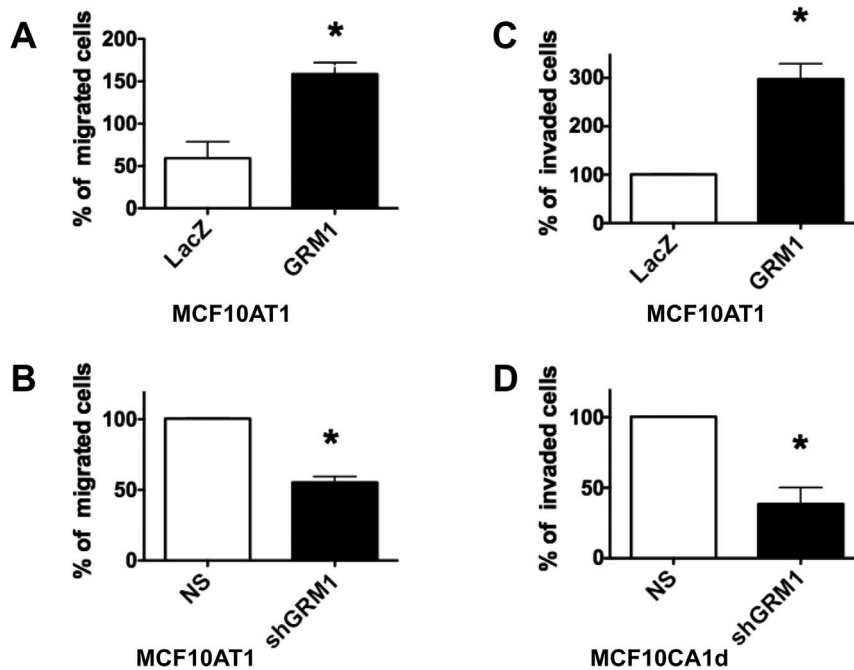 A
% of migrated cells
200
150
100
50
0
*
LacZ
GRM1
MCF10AT1
C
% of invaded cells
300
200
100
0
*
LacZ
GRM1
MCF10AT1
B
% of migrated cells
100
50
0
*
NS
shGRM1
MCF10AT1
D
% of invaded cells
100
50
0
*
NS
shGRM1
MCF10CA1d